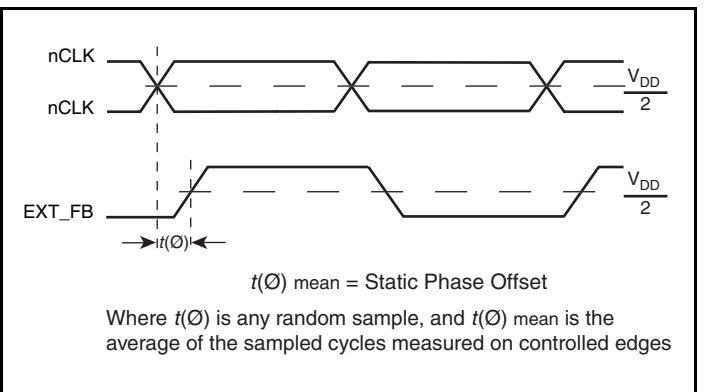 nCLK
V_DD
2
nCLK
V_DD
2
EXT_FB
t(Ø)
t(Ø) mean = Static Phase Offset
Where t(Ø) is any random sample, and t(Ø) mean is the
average of the sampled cycles measured on controlled edges